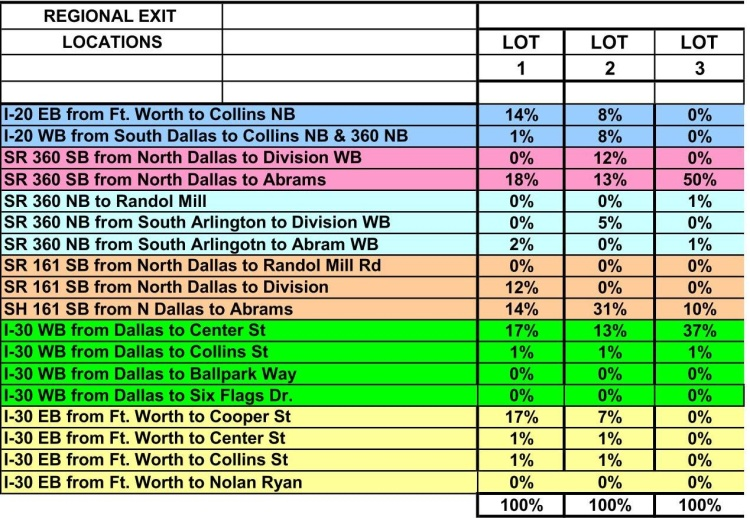 REGIONAL EXIT
LOCATIONS LOT LOT LOT
1 2 3
I-20 EB from Ft. Worth to Collins NB 14% 8% 0%
I-20 WB from South Dallas to Collins NB & 360 NB 1% 8% 0%
SR 360 SB from North Dallas to Division WB 0% 12% 0%
SR 360 SB from North Dallas to Abrams 18% 13% 50%
SR 360 NB to Randol Mill 0% 0% 1%
SR 360 NB from South Arlington to Division WB 0% 5% 0%
SR 360 NB from South Arlingotn to Abram WB 2% 0% 1%
SR 161 SB from North Dallas to Randol Mill Rd 0% 0% 0%
SR 161 SB from North Dallas to Division 12% 0% 0%
SH 161 SB from N Dallas to Abrams 14% 31% 10%
I-30 WB from Dallas to Center St 17% 13% 37%
I-30 WB from Dallas to Collins St 1% 1% 1%
I-30 WB from Dallas to Ballpark Way 0% 0% 0%
I-30 WB from Dallas to Six Flags Dr. 0% 0% 0%
I-30 EB from Ft. Worth to Cooper St 17% 7% 0%
I-30 EB from Ft. Worth to Center St 1% 1% 0%
I-30 EB from Ft. Worth to Collins St 1% 1% 0%
I-30 EB from Ft. Worth to Nolan Ryan 0% 0% 0%
100% 100% 100%